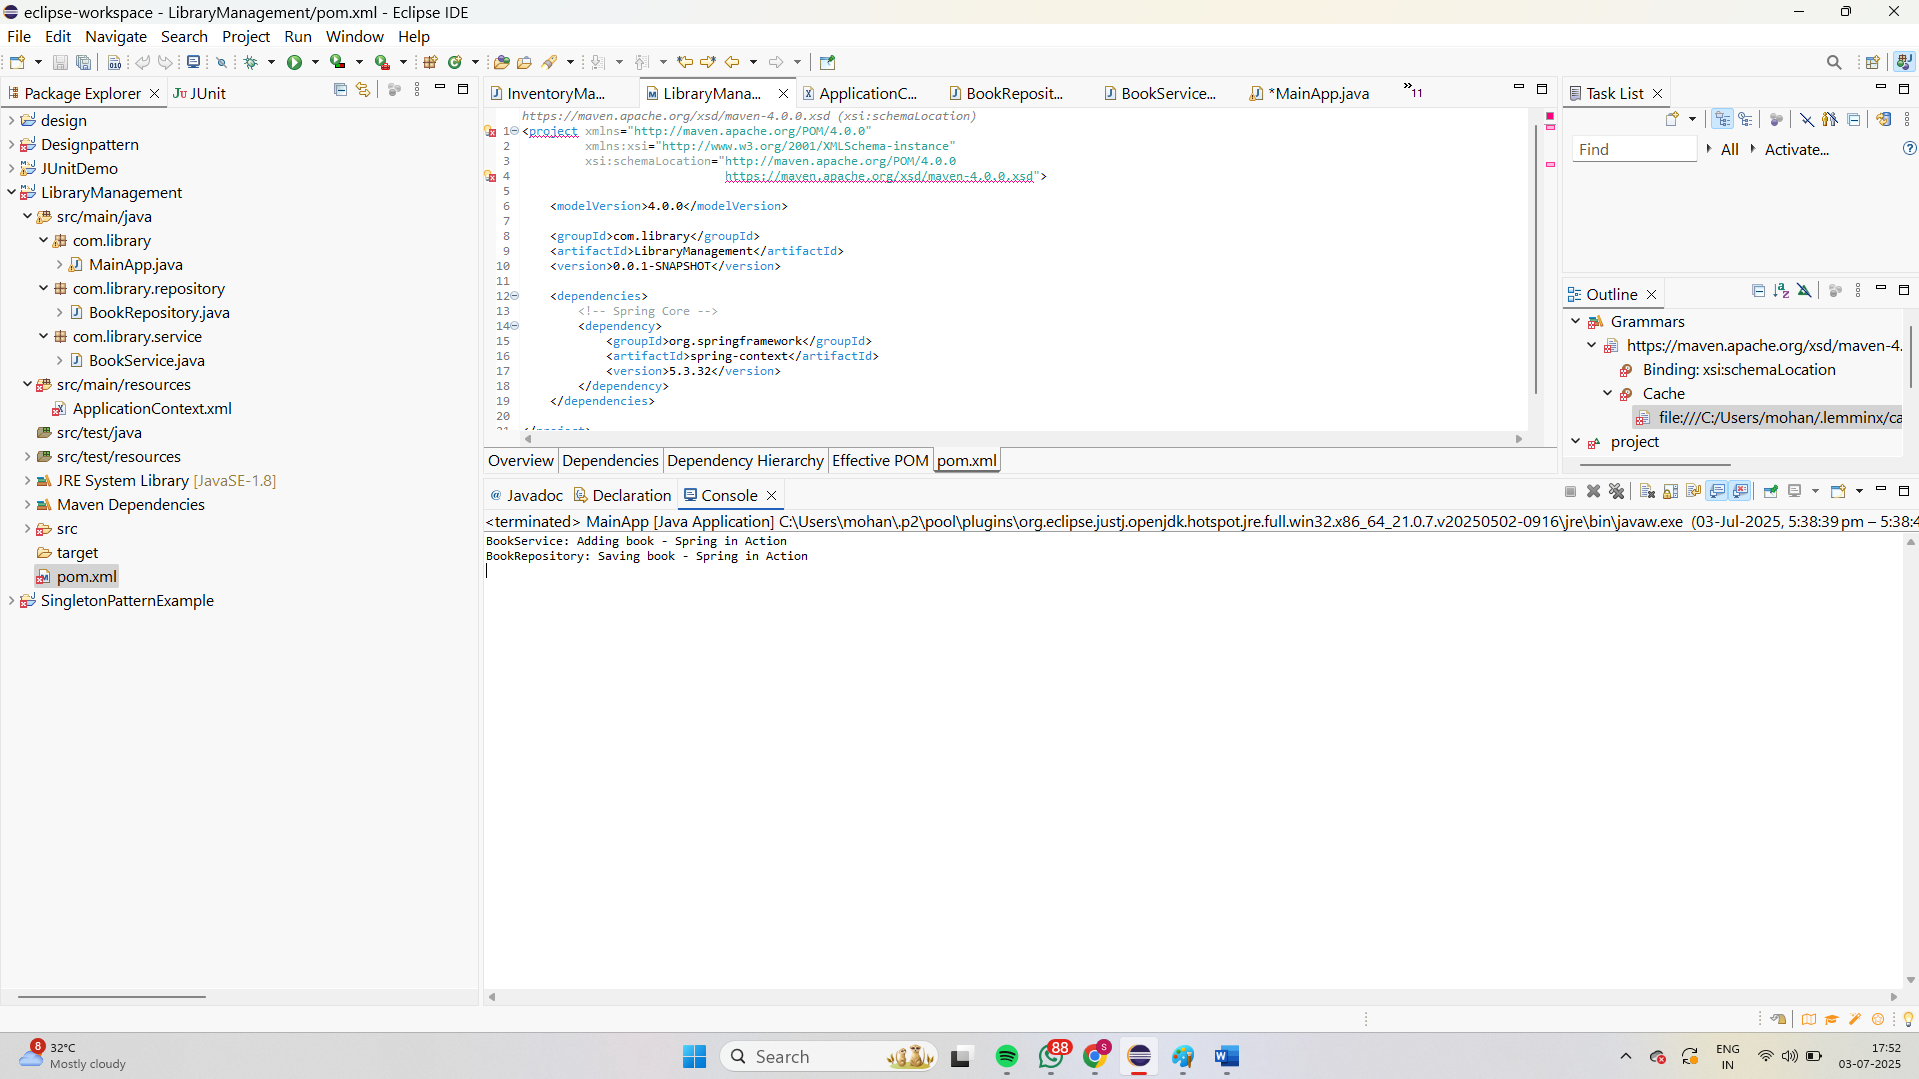 eclipse-workspace - LibraryManagement/pom.xml - Eclipse IDE
File Edit Navigate Search Project Run Window Help
Package Explorer
JUnit
design
Designpattern
JUnitDemo
LibraryManagement
src/main/java
com.library
MainApp.java
com.library.repository
BookRepository.java
com.library.service
BookService.java
src/main/resources
ApplicationContext.xml
src/test/java
src/test/resources
JRE System Library [JavaSE-1.8]
Maven Dependencies
src
target
pom.xml
SingletonPatternExample
InventoryMa...
LibraryMana...
ApplicationC...
BookReposit...
BookService...
*MainApp.java
»11
https://maven.apache.org/xsd/maven-4.0.0.xsd (xsi:schemaLocation)
1 <project xmlns="http://maven.apache.org/POM/4.0.0"
2 xmlns:xsi="http://www.w3.org/2001/XMLSchema-instance"
3 xsi:schemaLocation="http://maven.apache.org/POM/4.0.0
4 https://maven.apache.org/xsd/maven-4.0.0.xsd">
5
6 <modelVersion>4.0.0</modelVersion>
7
8 <groupId>com.library</groupId>
9 <artifactId>LibraryManagement</artifactId>
10 <version>0.0.1-SNAPSHOT</version>
11
12 <dependencies>
13 <!-- Spring Core -->
14 <dependency>
15 <groupId>org.springframework</groupId>
16 <artifactId>spring-context</artifactId>
17 <version>5.3.32</version>
18 </dependency>
19 </dependencies>
20
Overview Dependencies Dependency Hierarchy Effective POM pom.xml
Task List
Find
All
Activate...
Outline
Grammars
https://maven.apache.org/xsd/maven-4.
Binding: xsi:schemaLocation
Cache
file:///C:/Users/mohan/.lemminx/ca
project
@ Javadoc Declaration Console
<terminated> MainApp [Java Application] C:\Users\mohan\.p2\pool\plugins\org.eclipse.justj.openjdk.hotspot.jre.full.win32.x86_64_21.0.7.v20250502-0916\jre\bin\javaw.exe (03-Jul-2025, 5:38:39 pm – 5:38:4
BookService: Adding book - Spring in Action
BookRepository: Saving book - Spring in Action
8
32°C
Mostly cloudy
Search
88
S
ENG
IN
17:52
03-07-2025